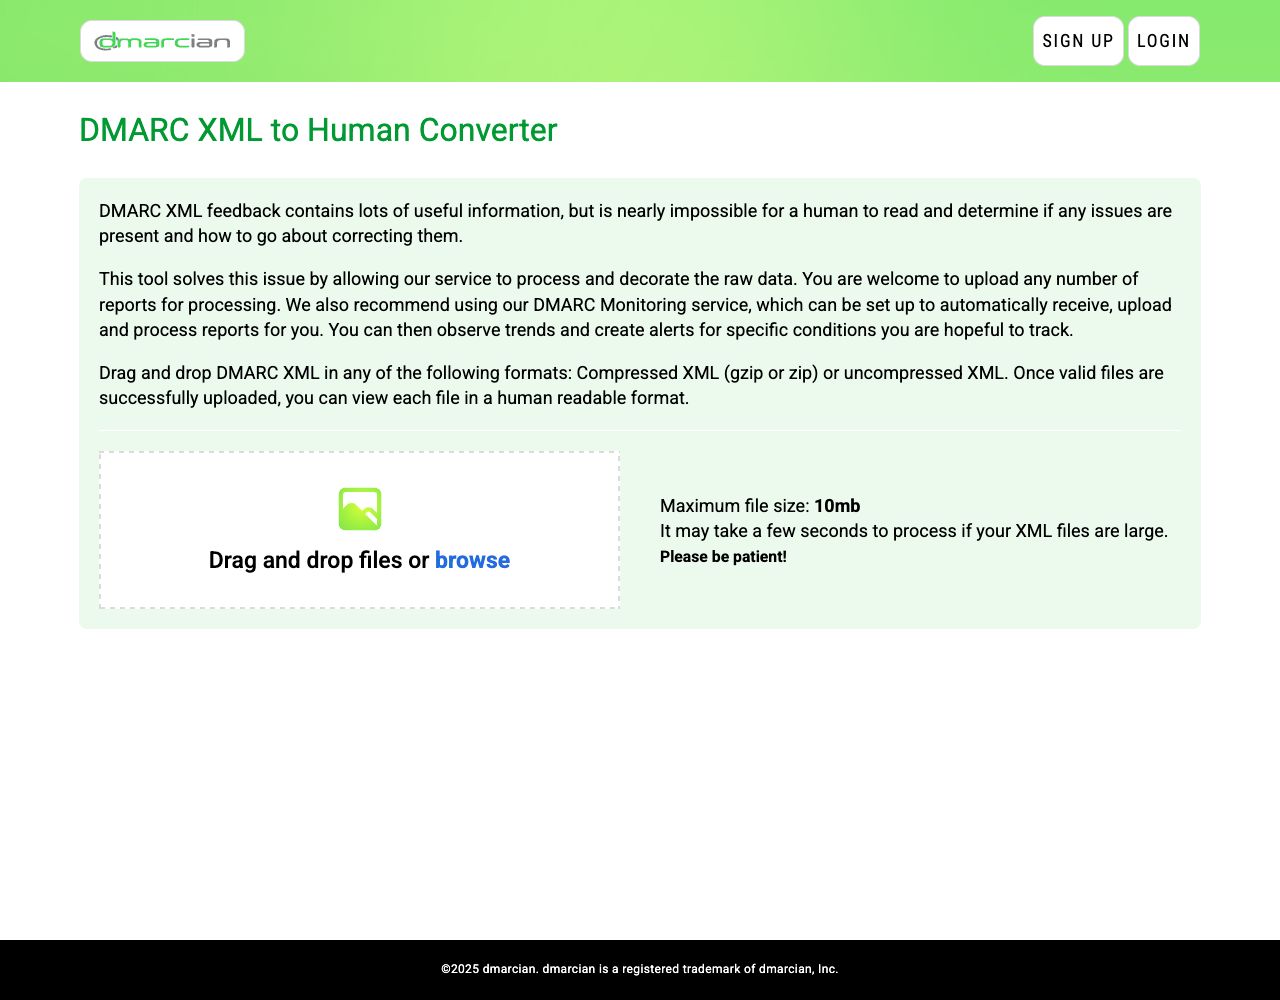 dmarcian
SIGN UP
LOGIN
DMARC XML to Human Converter
DMARC XML feedback contains lots of useful information, but is nearly impossible for a human to read and determine if any issues are
present and how to go about correcting them.
This tool solves this issue by allowing our service to process and decorate the raw data. You are welcome to upload any number of
reports for processing. We also recommend using our DMARC Monitoring service, which can be set up to automatically receive, upload
and process reports for you. You can then observe trends and create alerts for specific conditions you are hopeful to track.
Drag and drop DMARC XML in any of the following formats: Compressed XML (gzip or zip) or uncompressed XML. Once valid files are
successfully uploaded, you can view each file in a human readable format.
Drag and drop files or browse
Maximum file size: 10mb
It may take a few seconds to process if your XML files are large.
Please be patient!
©2025 dmarcian. dmarcian is a registered trademark of dmarcian, Inc.